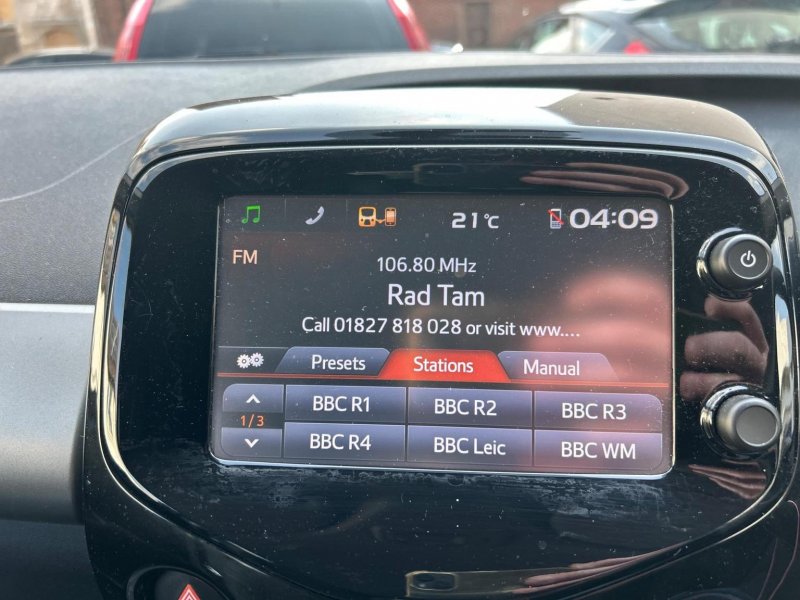 21°C 04:09
FM
106.80 MHz
Rad Tam
Call 01827 818 028 or visit www....
Presets Stations Manual
BBC R1 BBC R2 BBC R3
1/3
BBC R4 BBC Leic BBC WM